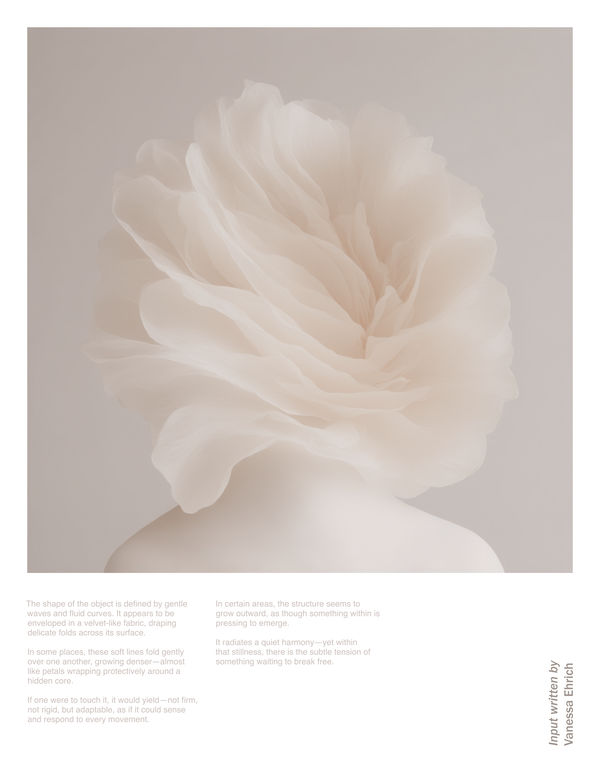 The shape of the object is defined by gentle
waves and fluid curves. It appears to be
enveloped in a velvet-like fabric, draping
delicate folds across its surface.
In some places, these soft lines fold gently
over one another, growing denser—almost
like petals wrapping protectively around a
hidden core.
If one were to touch it, it would yield—not firm,
not rigid, but adaptable, as if it could sense
and respond to every movement.
In certain areas, the structure seems to
grow outward, as though something within is
pressing to emerge.
It radiates a quiet harmony—yet within
that stillness, there is the subtle tension of
something waiting to break free.
Input written by
Vanessa Ehrich